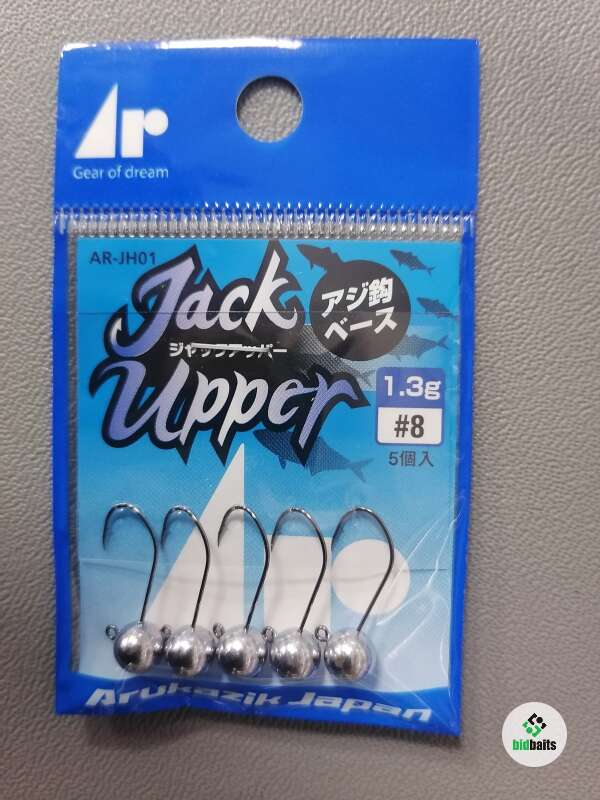 Ar
Gear of dream
AR-JH01
Jack
ジャックアッパー
Upper
アジ鈎
ベース
1.3g
#8
5個入
Ar
Arukazik Japan
bidbaits